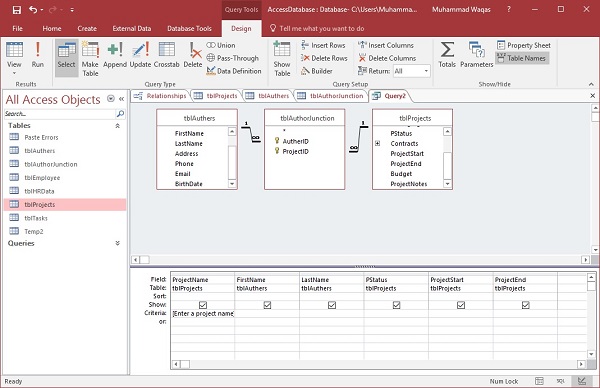 Query Tools
AccessDatabase : Database- C:\Users\Muhamma...
Muhammad Waqas
File
Home
Create
External Data
Database Tools
Design
Tell me what you want to do
View
Run
Select
Make Table
Append
Update
Crosstab
Delete
Union
Pass-Through
Data Definition
Show Table
Insert Rows
Delete Rows
Builder
Insert Columns
Delete Columns
Return: All
Totals
Parameters
Property Sheet
Table Names
Results
Query Type
Query Setup
Show/Hide
All Access Objects
Search...
Tables
Paste Errors
tblAuthers
tblAuthorJunction
tblEmployee
tblHRData
tblProjects
tblTasks
Temp2
Queries
Relationships
tblProjects
tblAuthers
tblAuthorJunction
Query2
tblAuthers
FirstName
LastName
Address
Phone
Email
BirthDate
1
∞
tblAuthorJunction
*
AutherID
ProjectID
1
∞
tblProjects
PStatus
Contracts
ProjectStart
ProjectEnd
Budget
ProjectNotes
Field: ProjectName FirstName LastName PStatus ProjectStart ProjectEnd
Table: tblProjects tblAuthers tblAuthers tblProjects tblProjects tblProjects
Sort:
Show:
Criteria: [Enter a project name]
or:
Ready
Num Lock
SQL